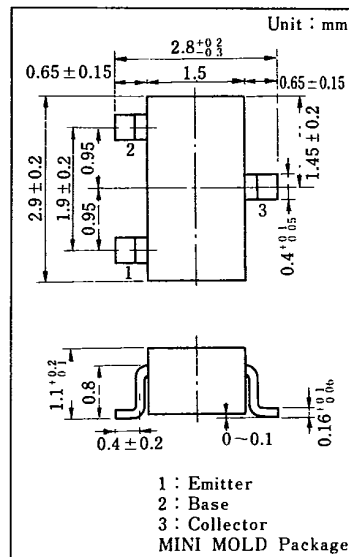 Unit : mm
2.8 +0.2 -0.3
0.65 ± 0.15
1.5
0.65 ± 0.15
2.9 ± 0.2
1.9 ± 0.2
0.95
0.95
2
1
3
1.45 ± 0.2
0.4 +0.1 -0.05
1.1 +0.2 -0.1
0.8
0.4 ± 0.2
0~0.1
0.16 +0.1 -0.06
1 : Emitter
2 : Base
3 : Collector
MINI MOLD Package